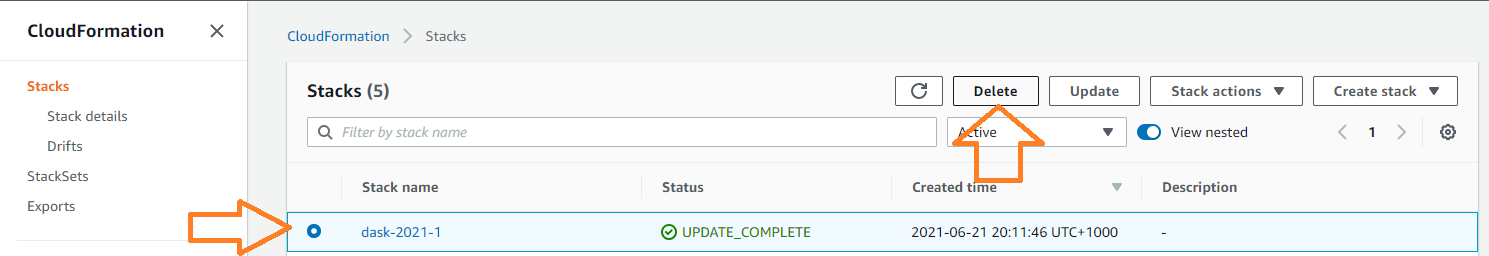 CloudFormation
Stacks
Stack details
Drifts
StackSets
Exports
CloudFormation > Stacks
Stacks (5)
Delete
Update
Stack actions
Create stack
Filter by stack name
Active
View nested
1
Stack name
Status
Created time
Description
dask-2021-1
UPDATE_COMPLETE
2021-06-21 20:11:46 UTC+1000
-